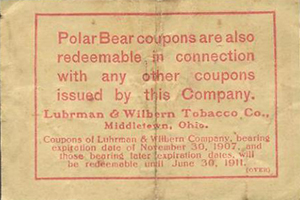 Polar Bear coupons are also
redeemable in connection
with any other coupons
issued by this Company.
Luhrman & Wilbern Tobacco Co.,
Middletown, Ohio.
Coupons of Luhrman & Wilbern Company, bearing
expiration date of November 30, 1907, and
those bearing later expiration dates, will
be redeemable until June 30, 1911.
(OVER)